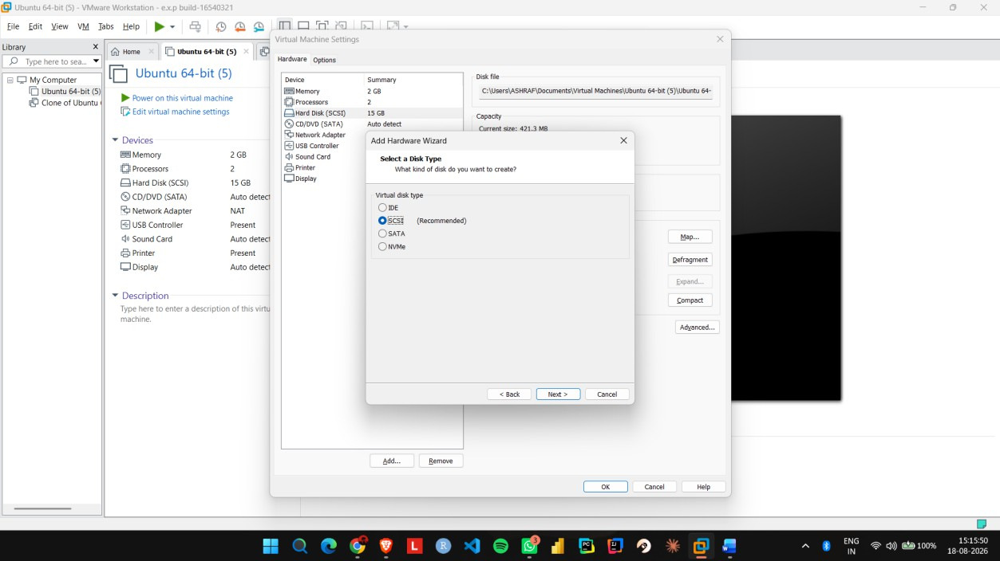 Ubuntu 64-bit (5) - VMware Workstation - e.x.p build-16540321
File Edit View VM Tabs Help
Library
Type here to sea...
My Computer
Ubuntu 64-bit (5)
Clone of Ubuntu
Home
Ubuntu 64-bit (5)
Ubuntu 64-bit (5)
Power on this virtual machine
Edit virtual machine settings
Devices
Memory 2 GB
Processors 2
Hard Disk (SCSI) 15 GB
CD/DVD (SATA) Auto detect
Network Adapter NAT
USB Controller Present
Sound Card Auto detect
Printer Present
Display Auto detect
Description
Type here to enter a description of this virtu
machine.
Virtual Machine Settings
Hardware Options
Device Summary
Memory 2 GB
Processors 2
Hard Disk (SCSI) 15 GB
CD/DVD (SATA) Auto detect
Network Adapter
USB Controller
Sound Card
Printer
Display
Add... Remove
Disk file
C:\Users\ASHRAF\Documents\Virtual Machines\Ubuntu 64-bit (5)\Ubuntu 64-
Capacity
Current size: 421.3 MB
Map...
Defragment
Expand...
Compact
Advanced...
OK Cancel Help
Add Hardware Wizard
Select a Disk Type
What kind of disk do you want to create?
Virtual disk type
IDE
SCSI (Recommended)
SATA
NVMe
< Back Next > Cancel
L
R
3
PC
IJ
W
ENG
IN
100%
15:15:50
18-08-2026